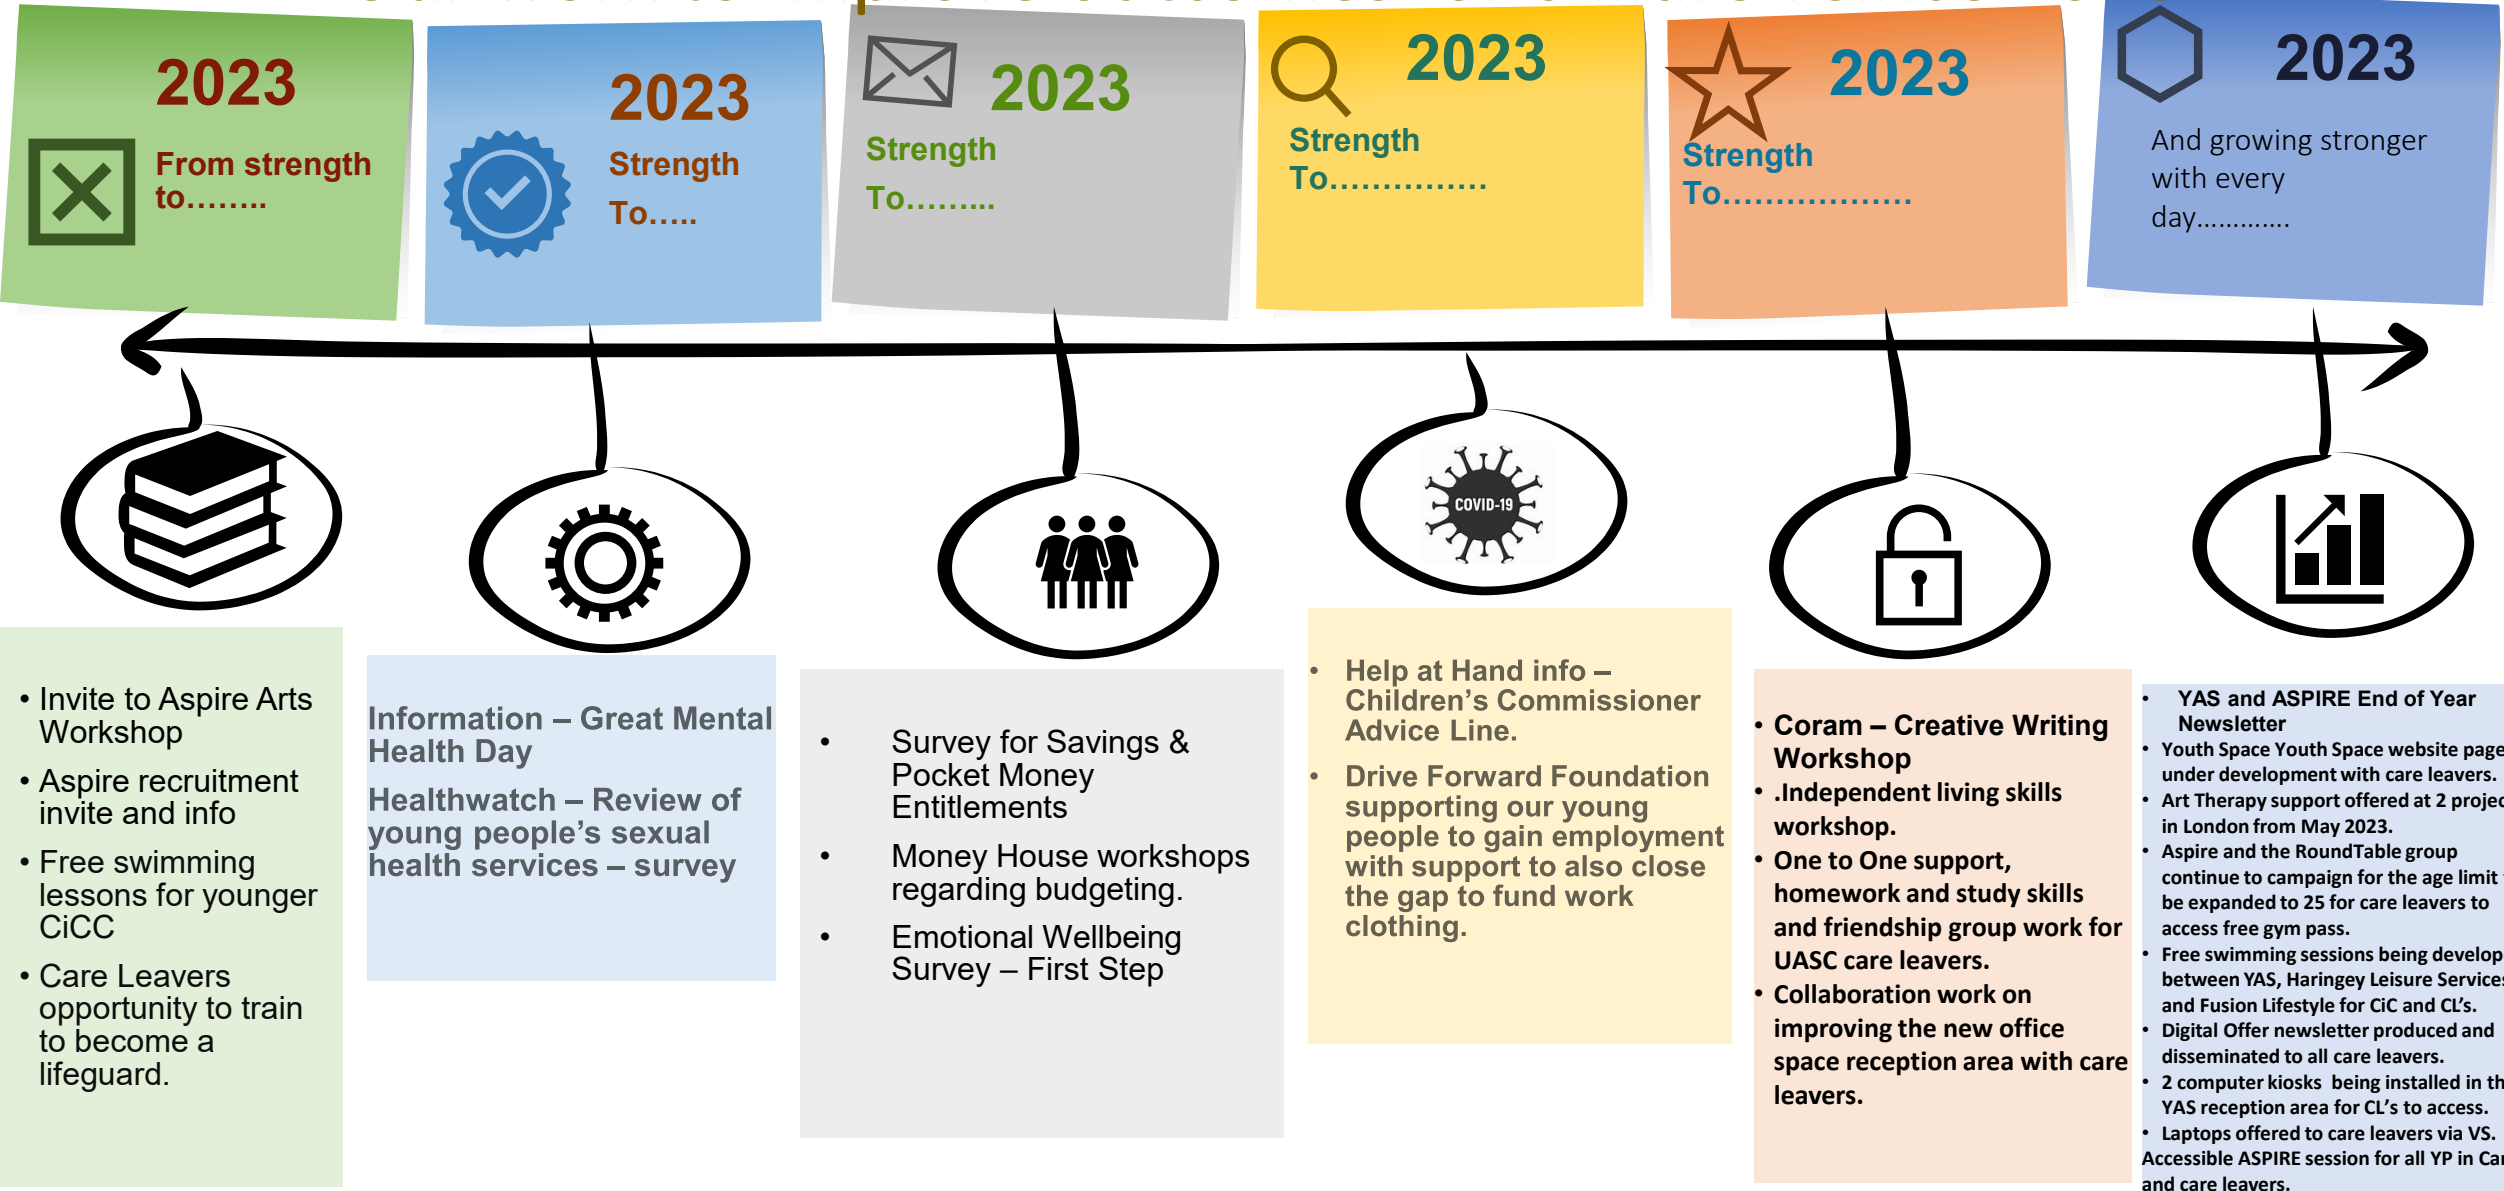 2023
From strength
to........
2023
Strength
To.....
2023
Strength
To.........
2023
Strength
To...............
2023
Strength
To..................
2023
And growing stronger
with every
day.............
COVID-19
• Invite to Aspire Arts
Workshop
• Aspire recruitment
invite and info
• Free swimming
lessons for younger
CiCC
• Care Leavers
opportunity to train
to become a
lifeguard.
Information – Great Mental
Health Day
Healthwatch – Review of
young people's sexual
health services – survey
• Survey for Savings &
Pocket Money
Entitlements
• Money House workshops
regarding budgeting.
• Emotional Wellbeing
Survey – First Step
• Help at Hand info –
Children's Commissioner
Advice Line.
• Drive Forward Foundation
supporting our young
people to gain employment
with support to also close
the gap to fund work
clothing.
• Coram – Creative Writing
Workshop
• .Independent living skills
workshop.
• One to One support,
homework and study skills
and friendship group work for
UASC care leavers.
• Collaboration work on
improving the new office
space reception area with care
leavers.
• YAS and ASPIRE End of Year
Newsletter
• Youth Space Youth Space website page
under development with care leavers.
• Art Therapy support offered at 2
in London from May 2023.
• Aspire and the RoundTable group
continue to campaign for the age limit
be expanded to 25 for care leavers to
access free gym pass.
• Free swimming sessions being
between YAS, Haringey Leisure Services
and Fusion Lifestyle for CiC and CL's.
• Digital Offer newsletter produced and
disseminated to all care leavers.
• 2 computer kiosks being installed in
YAS reception area for CL's to access.
• Laptops offered to care leavers via VS.
Accessible ASPIRE session for all YP in
and care leavers.